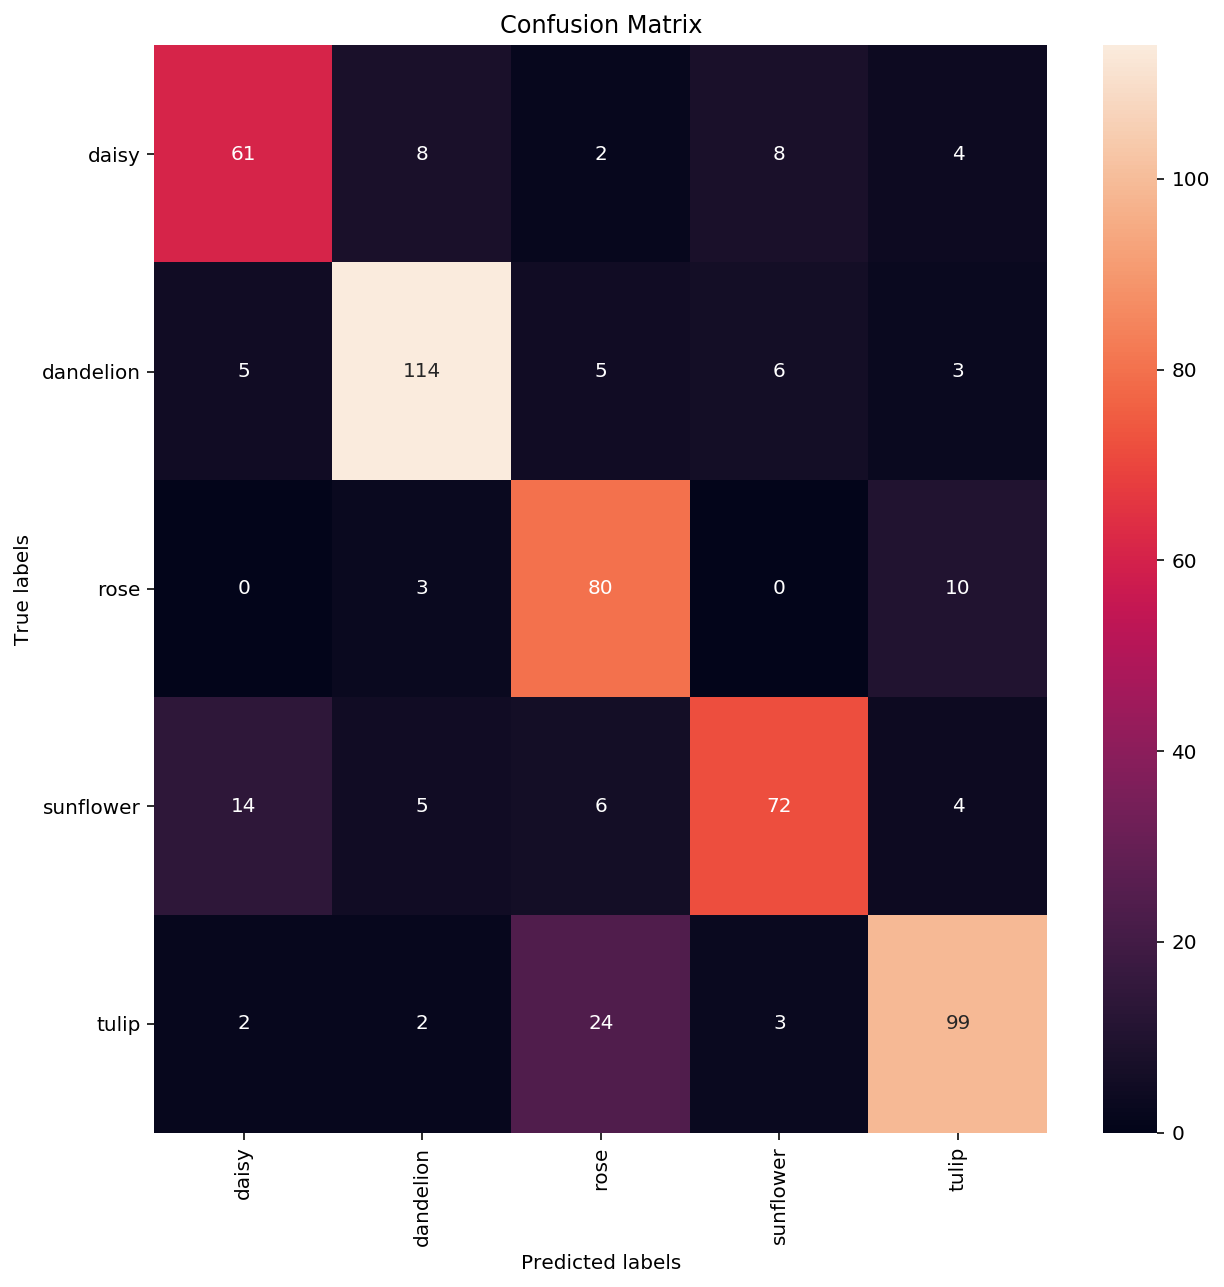 Confusion Matrix
daisy 61 8 2 8 4
dandelion 5 114 5 6 3
rose 0 3 80 0 10
sunflower 14 5 6 72 4
tulip 2 2 24 3 99
daisy dandelion rose sunflower tulip
Predicted labels
True labels
100
80
60
40
20
0